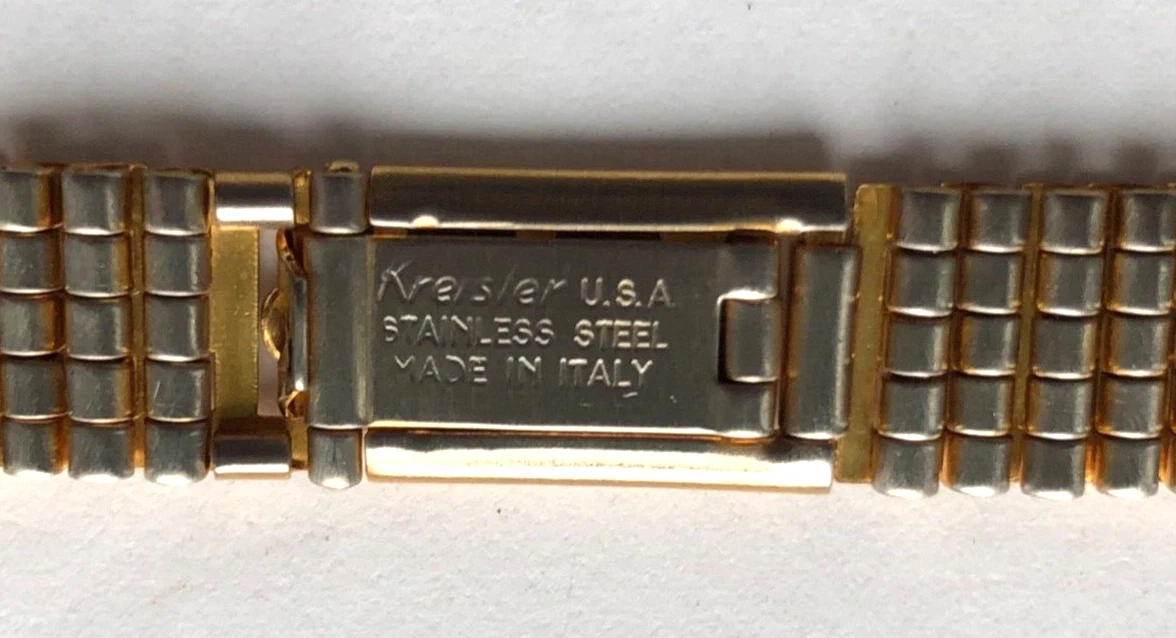 Kreisler U.S.A
STAINLESS STEEL
MADE IN ITALY